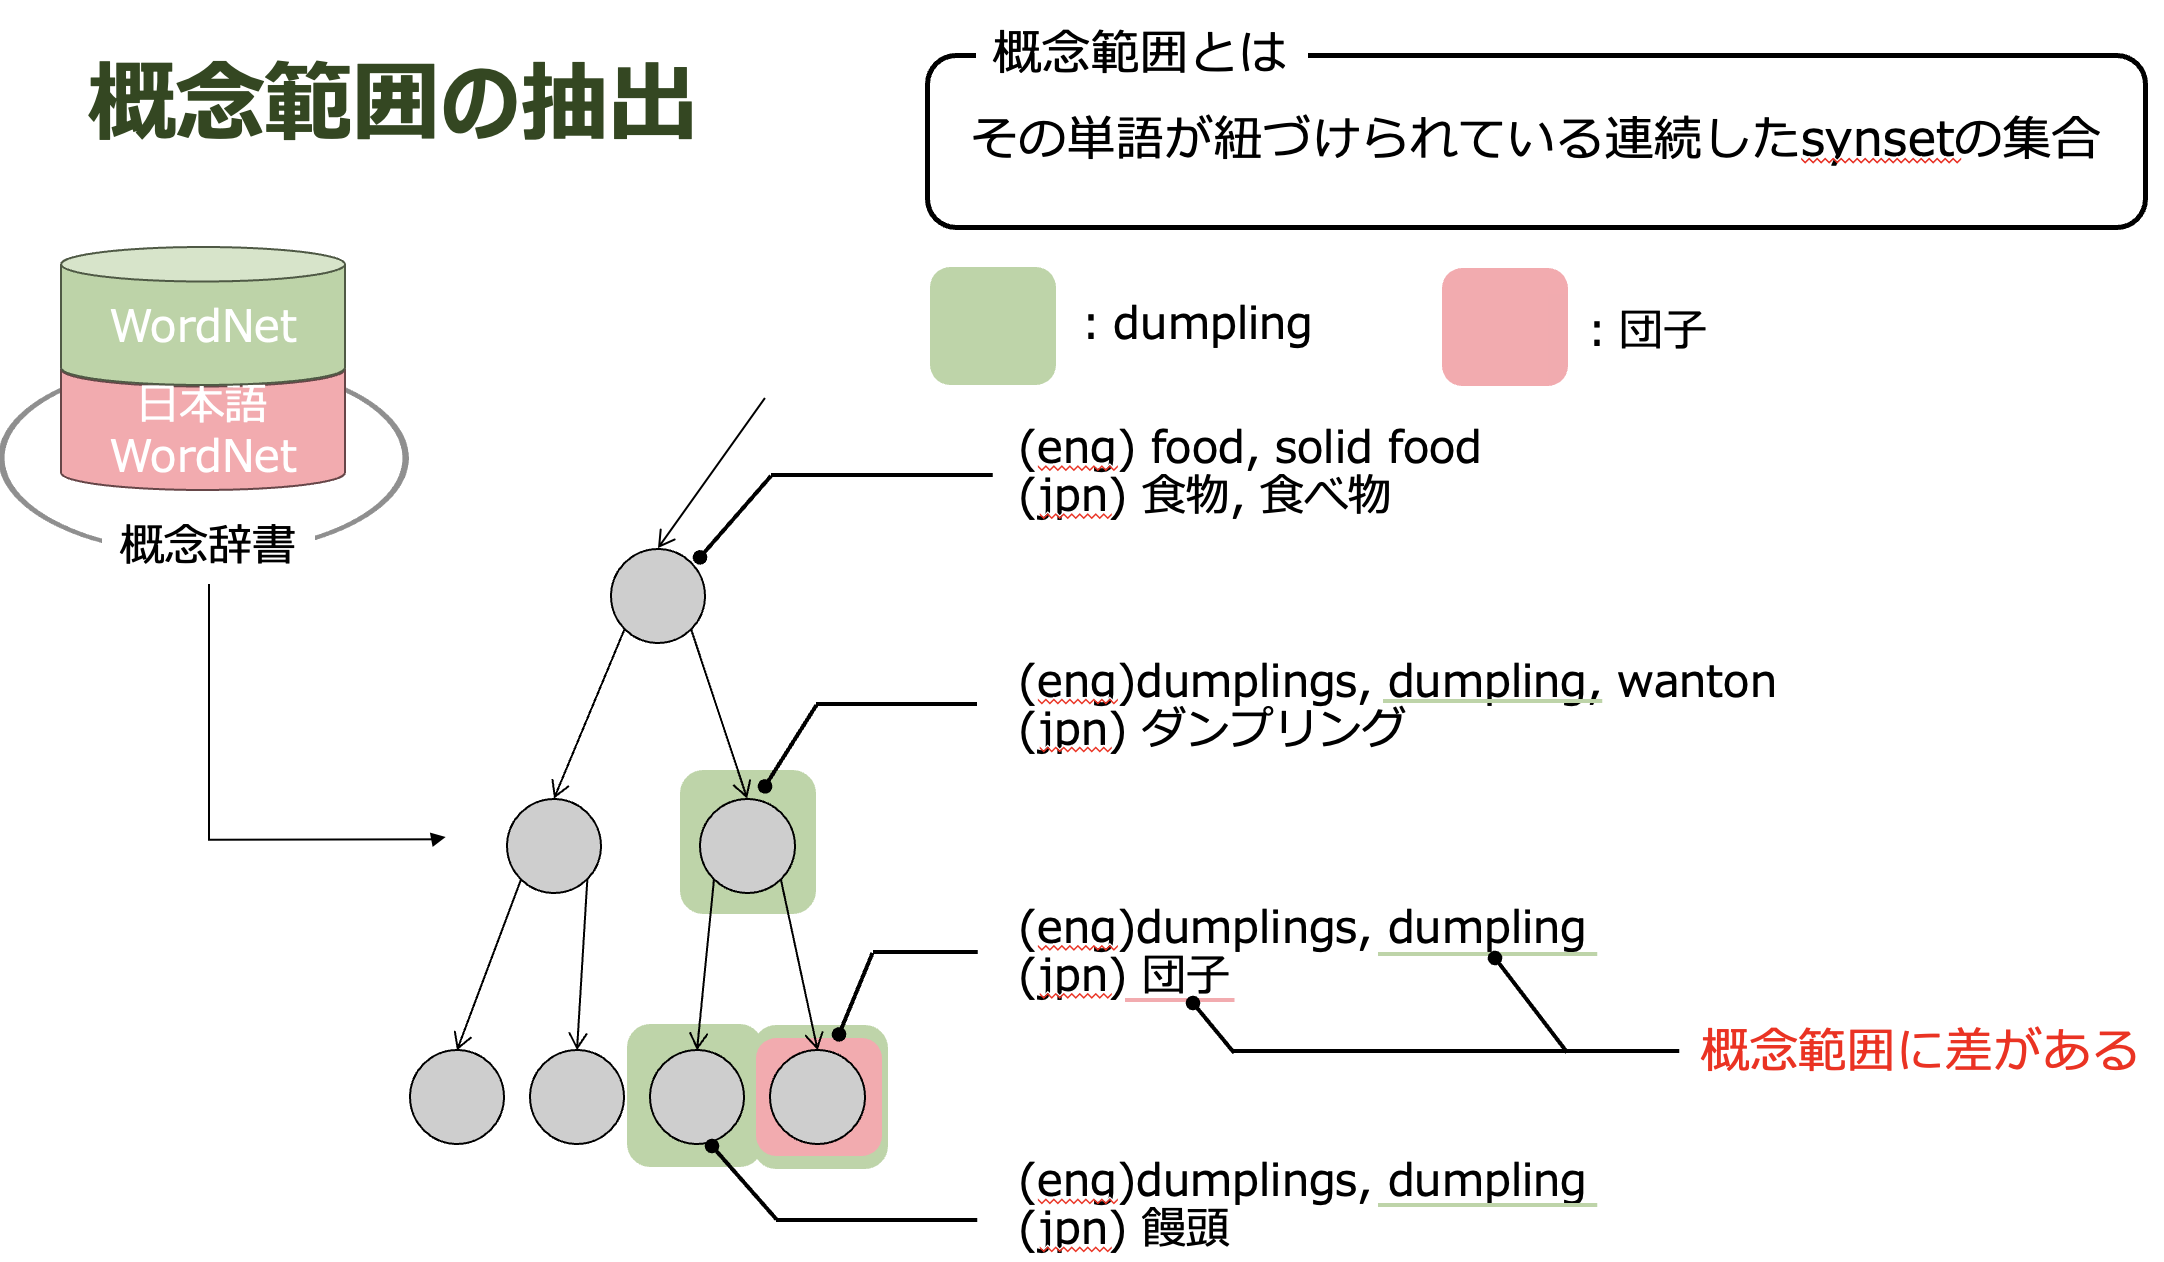 概念範囲の抽出
概念範囲とは
その単語が紐づけられている連続したsynsetの集合
WordNet
日本語
WordNet
概念辞書
: dumpling
: 団子
(eng) food, solid food
(jpn) 食物, 食べ物
(eng)dumplings, dumpling, wanton
(jpn) ダンプリング
(eng)dumplings, dumpling
(jpn) 団子
概念範囲に差がある
(eng)dumplings, dumpling
(jpn) 饅頭